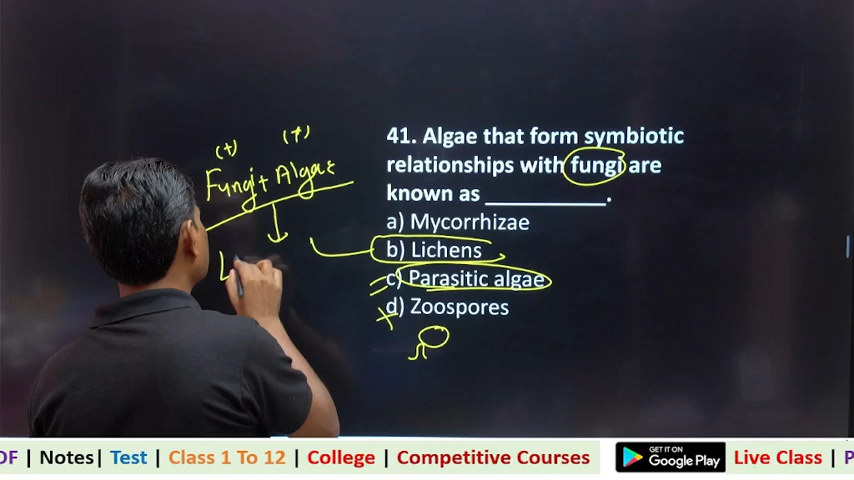 (+) (+)
Fungi + Algae
L
41. Algae that form symbiotic
relationships with fungi are
known as __________.
a) Mycorrhizae
b) Lichens
c) Parasitic algae
d) Zoospores
DF | Notes| Test | Class 1 To 12 | College | Competitive Courses
GET IT ON
Google Play
Live Class | P